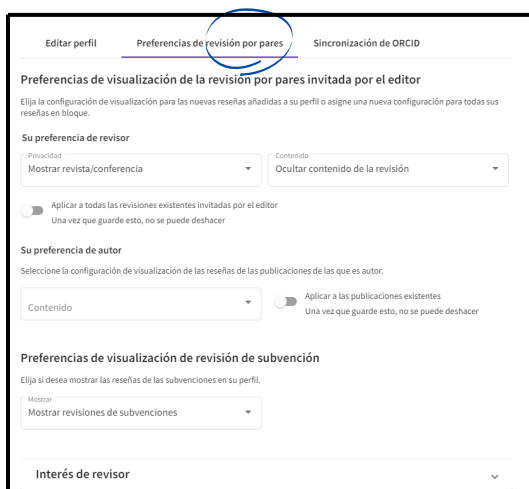 Editar perfil
Preferencias de revisión por pares
Sincronización de ORCID
Preferencias de visualización de la revisión por pares invitada por el editor
Elija la configuración de visualización para las nuevas reseñas añadidas a su perfil o asigne una nueva configuración para todas sus
reseñas en bloque.
Su preferencia de revisor
Privacidad
Mostrar revista/conferencia
Contenido
Ocultar contenido de la revisión
Aplicar a todas las revisiones existentes invitadas por el editor
Una vez que guarde esto, no se puede deshacer
Su preferencia de autor
Seleccione la configuración de visualización de las reseñas de las publicaciones de las que es autor.
Contenido
Aplicar a las publicaciones existentes
Una vez que guarde esto, no se puede deshacer
Preferencias de visualización de revisión de subvención
Elija si desea mostrar las reseñas de las subvenciones en su perfil.
Mostrar
Mostrar revisiones de subvenciones
Interés de revisor